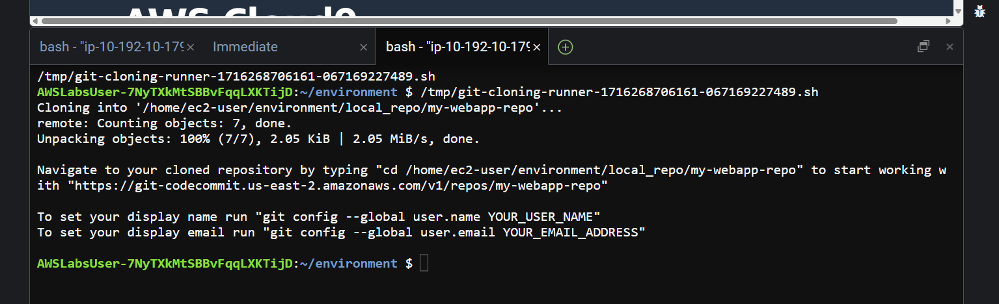 AWS Cloud9
bash - "ip-10-192-10-179
Immediate
bash - "ip-10-192-10-179
/tmp/git-cloning-runner-1716268706161-067169227489.sh
AWSLabsUser-7NyTXkMtSBBvFqqLXKTijD:~/environment $ /tmp/git-cloning-runner-1716268706161-067169227489.sh
Cloning into '/home/ec2-user/environment/local_repo/my-webapp-repo'...
remote: Counting objects: 7, done.
Unpacking objects: 100% (7/7), 2.05 KiB | 2.05 MiB/s, done.
Navigate to your cloned repository by typing "cd /home/ec2-user/environment/local_repo/my-webapp-repo" to start working w
ith "https://git-codecommit.us-east-2.amazonaws.com/v1/repos/my-webapp-repo"
To set your display name run "git config --global user.name YOUR_USER_NAME"
To set your display email run "git config --global user.email YOUR_EMAIL_ADDRESS"
AWSLabsUser-7NyTXkMtSBBvFqqLXKTijD:~/environment $